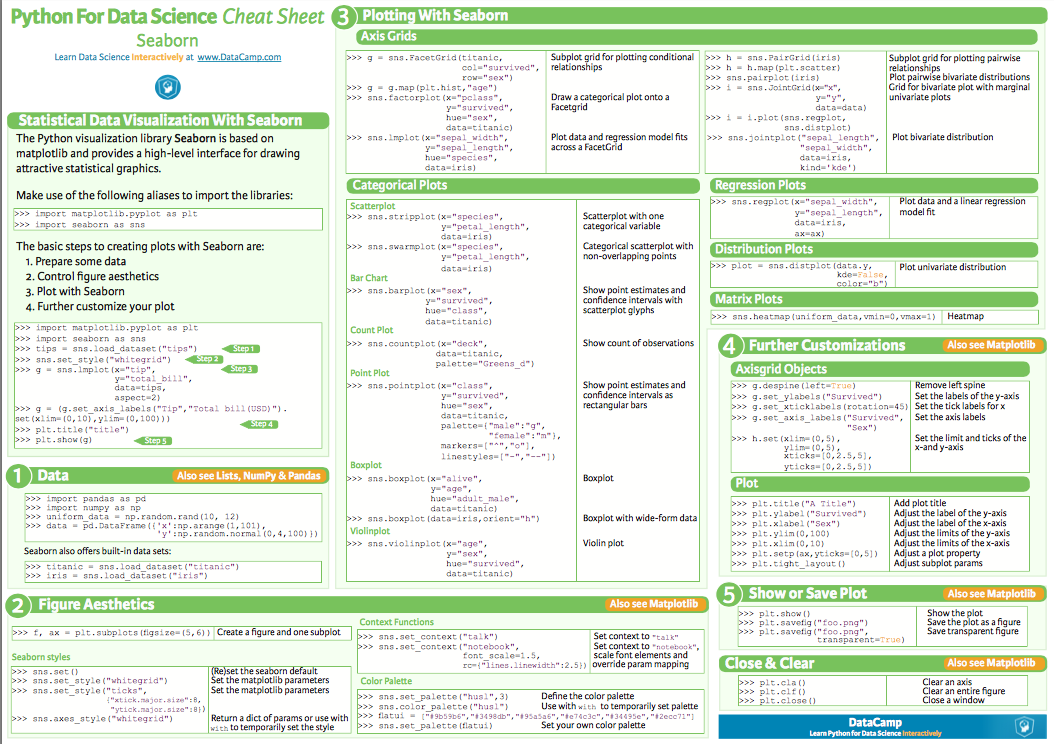 Python For Data Science Cheat Sheet
Seaborn
Learn Data Science Interactively at www.DataCamp.com
Statistical Data Visualization With Seaborn
The Python visualization library Seaborn is based on
matplotlib and provides a high-level interface for drawing
attractive statistical graphics.
Make use of the following aliases to import the libraries:
>>> import matplotlib.pyplot as plt
>>> import seaborn as sns
The basic steps to creating plots with Seaborn are:
1. Prepare some data
2. Control figure aesthetics
3. Plot with Seaborn
4. Further customize your plot
>>> import matplotlib.pyplot as plt
>>> import seaborn as sns
>>> tips = sns.load_dataset("tips") Step 1
>>> sns.set_style("whitegrid") Step 2
>>> g = sns.lmplot(x="tip", Step 3
y="total_bill",
data=tips,
aspect=2)
>>> g = (g.set_axis_labels("Tip","Total bill(USD)").
set(xlim=(0,10),ylim=(0,100)))
Step 4
>>> plt.title("title")
>>> plt.show(g) Step 5
1 Data Also see Lists, NumPy & Pandas
>>> import pandas as pd
>>> import numpy as np
>>> uniform_data = np.random.rand(10, 12)
>>> data = pd.DataFrame({'x':np.arange(1,101),
'y':np.random.normal(0,4,100)})
Seaborn also offers built-in data sets:
>>> titanic = sns.load_dataset("titanic")
>>> iris = sns.load_dataset("iris")
2 Figure Aesthetics Also see Matplotlib
>>> f, ax = plt.subplots(figsize=(5,6)) Create a figure and one subplot
Seaborn styles
>>> sns.set() (Re)set the seaborn default
>>> sns.set_style("whitegrid") Set the matplotlib parameters
>>> sns.set_style("ticks", Set the matplotlib parameters
{"xtick.major.size":8,
"ytick.major.size":8})
>>> sns.axes_style("whitegrid") Return a dict of params or use with
with to temporarily set the style
Context Functions
>>> sns.set_context("talk") Set context to "talk"
>>> sns.set_context("notebook", Set context to "notebook",
font_scale=1.5, scale font elements and
rc={"lines.linewidth":2.5}) override param mapping
Color Palette
>>> sns.set_palette("husl",3) Define the color palette
>>> sns.color_palette("husl") Use with with to temporarily set palette
>>> flatui = ["#9b59b6","#3498db","#95a5a6","#e74c3c","#34495e","#2ecc71"]
>>> sns.set_palette(flatui) Set your own color palette
3 Plotting With Seaborn
Axis Grids
>>> g = sns.FacetGrid(titanic, Subplot grid for plotting conditional
col="survived", relationships
row="sex")
>>> g = g.map(plt.hist,"age")
>>> sns.factorplot(x="pclass", Draw a categorical plot onto a
y="survived", Facetgrid
hue="sex",
data=titanic)
>>> sns.lmplot(x="sepal_width", Plot data and regression model fits
y="sepal_length", across a FacetGrid
hue="species",
data=iris)
>>> h = sns.PairGrid(iris) Subplot grid for plotting pairwise
>>> h = h.map(plt.scatter) relationships
>>> sns.pairplot(iris) Plot pairwise bivariate distributions
>>> i = sns.JointGrid(x="x", Grid for bivariate plot with marginal
y="y", univariate plots
data=data)
>>> i = i.plot(sns.regplot,
sns.distplot)
>>> sns.jointplot("sepal_length", Plot bivariate distribution
"sepal_width",
data=iris,
kind='kde')
Categorical Plots
Scatterplot
>>> sns.stripplot(x="species", Scatterplot with one
y="petal_length", categorical variable
data=iris)
>>> sns.swarmplot(x="species", Categorical scatterplot with
y="petal_length", non-overlapping points
data=iris)
Bar Chart
>>> sns.barplot(x="sex", Show point estimates and
y="survived", confidence intervals with
hue="class", scatterplot glyphs
data=titanic)
Count Plot
>>> sns.countplot(x="deck", Show count of observations
data=titanic,
palette="Greens_d")
Point Plot
>>> sns.pointplot(x="class", Show point estimates and
y="survived", confidence intervals as
hue="sex", rectangular bars
data=titanic,
palette={"male":"g",
"female":"m"},
markers=["^","o"],
linestyles=["-","--"])
Boxplot
>>> sns.boxplot(x="alive", Boxplot
y="age",
hue="adult_male",
data=titanic)
>>> sns.boxplot(data=iris,orient="h") Boxplot with wide-form data
Violinplot
>>> sns.violinplot(x="age", Violin plot
y="sex",
hue="survived",
data=titanic)
Regression Plots
>>> sns.regplot(x="sepal_width", Plot data and a linear regression
y="sepal_length", model fit
data=iris,
ax=ax)
Distribution Plots
>>> plot = sns.distplot(data.y, Plot univariate distribution
kde=False,
color="b")
Matrix Plots
>>> sns.heatmap(uniform_data,vmin=0,vmax=1) Heatmap
4 Further Customizations Also see Matplotlib
Axisgrid Objects
>>> g.despine(left=True) Remove left spine
>>> g.set_ylabels("Survived") Set the labels of the y-axis
>>> g.set_xticklabels(rotation=45) Set the tick labels for x
>>> g.set_axis_labels("Survived", Set the axis labels
"Sex")
>>> h.set(xlim=(0,5), Set the limit and ticks of the
ylim=(0,5), x-and y-axis
xticks=[0,2.5,5],
yticks=[0,2.5,5])
Plot
>>> plt.title("A Title") Add plot title
>>> plt.ylabel("Survived") Adjust the label of the y-axis
>>> plt.xlabel("Sex") Adjust the label of the x-axis
>>> plt.ylim(0,100) Adjust the limits of the y-axis
>>> plt.xlim(0,10) Adjust the limits of the x-axis
>>> plt.setp(ax,yticks=[0,5]) Adjust a plot property
>>> plt.tight_layout() Adjust subplot params
5 Show or Save Plot Also see Matplotlib
>>> plt.show() Show the plot
>>> plt.savefig("foo.png") Save the plot as a figure
>>> plt.savefig("foo.png", Save transparent figure
transparent=True)
Close & Clear Also see Matplotlib
>>> plt.cla() Clear an axis
>>> plt.clf() Clear an entire figure
>>> plt.close() Close a window
DataCamp
Learn Python for Data Science Interactively